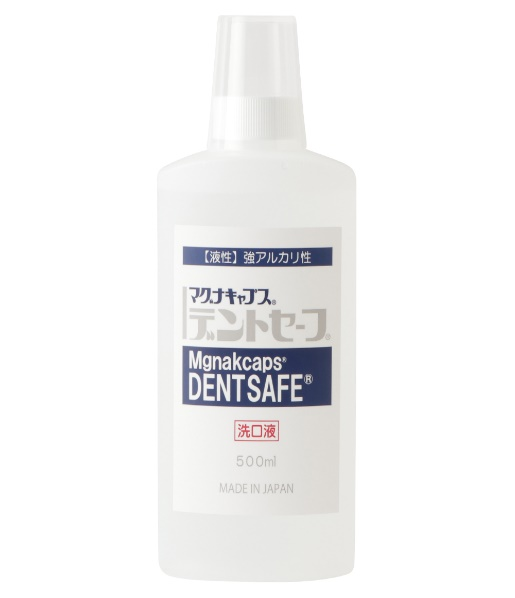 【液性】強アルカリ性
マグナキャプス®
デントセーフ®
Mgnakcaps®
DENTSAFE®
洗口液
500ml
MADE IN JAPAN